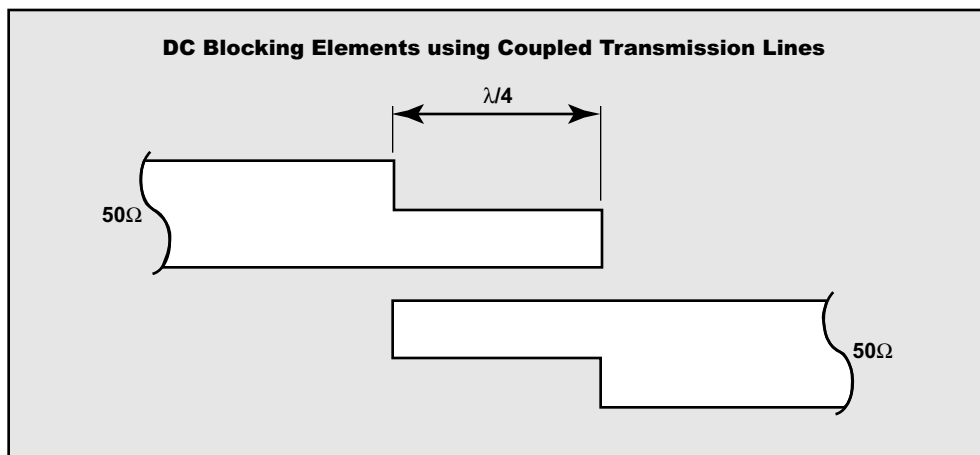 DC Blocking Elements using Coupled Transmission Lines
λ/4
50Ω
50Ω